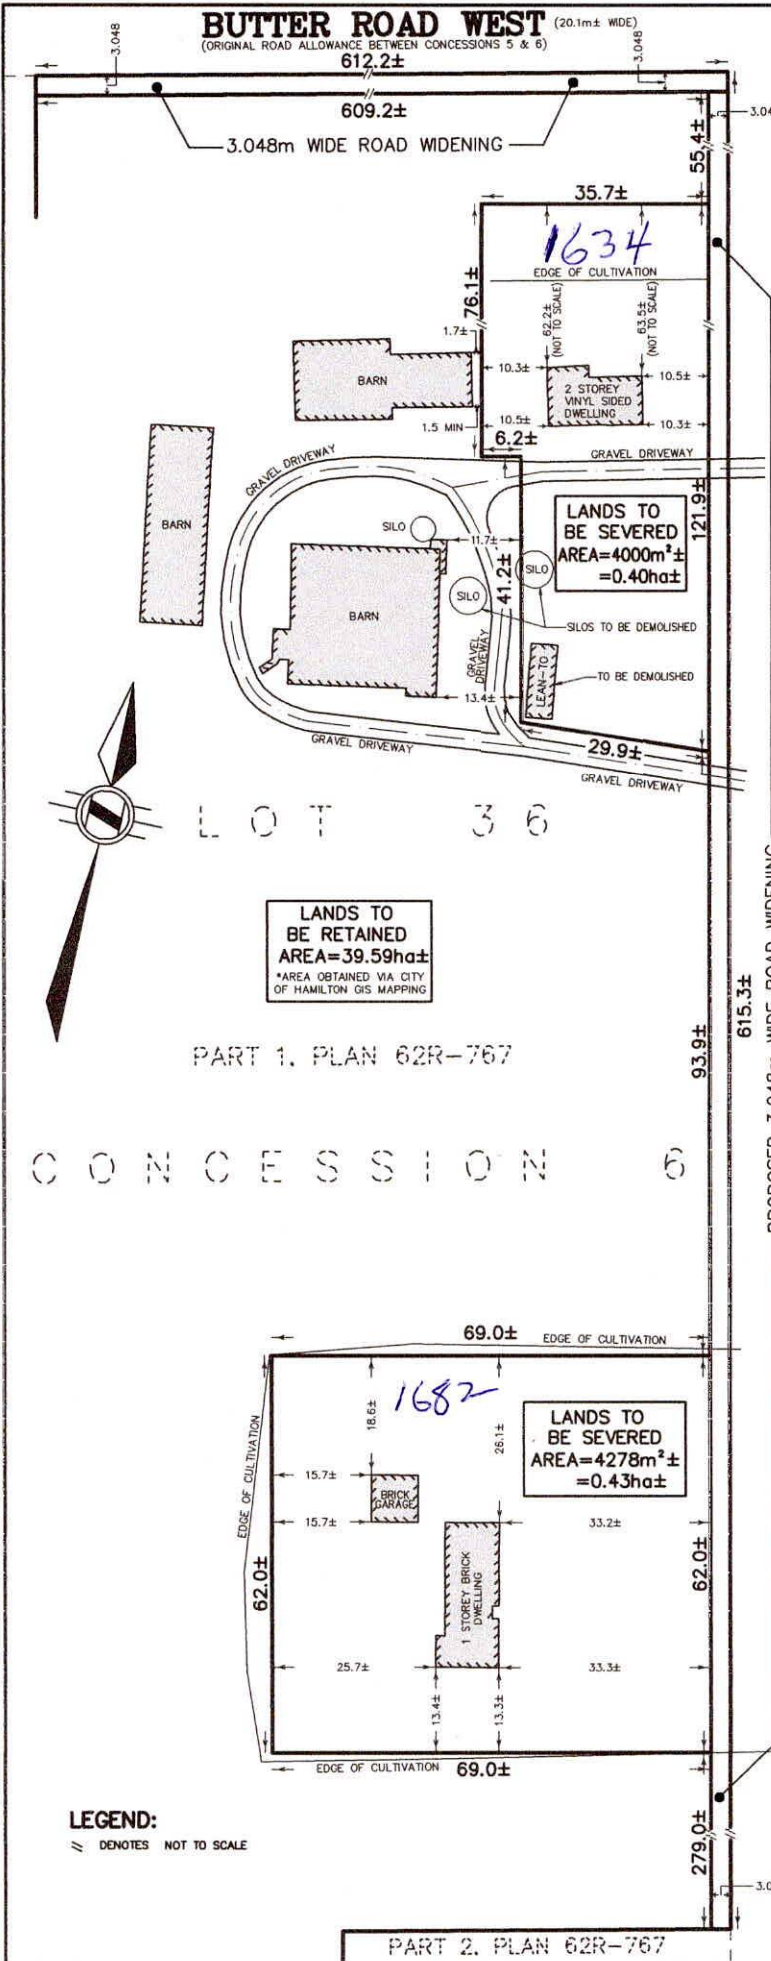 BUTTER ROAD WEST (20.1m± WIDE)
(ORIGINAL ROAD ALLOWANCE BETWEEN CONCESSIONS 5 & 6)
612.2±
3.048
3.048
609.2±
3.048m WIDE ROAD WIDENING
55.4±
35.7±
1634
EDGE OF CULTIVATION
76.1±
62.2±
(NOT TO SCALE)
63.5±
(NOT TO SCALE)
1.7±
BARN
10.3±
10.5±
2 STOREY
VINYL SIDED
DWELLING
1.5 MIN
10.5±
10.3±
6.2±
GRAVEL DRIVEWAY
GRAVEL DRIVEWAY
121.9±
BARN
LANDS TO
BE SEVERED
AREA=4000m²±
=0.40ha±
SILO
11.7±
41.2±
SILO
SILO
BARN
SILOS TO BE DEMOLISHED
GRAVEL
DRIVEWAY
LEAN-TO
TO BE DEMOLISHED
13.4±
GRAVEL DRIVEWAY
29.9±
GRAVEL DRIVEWAY
LOT 36
LANDS TO
BE RETAINED
AREA=39.59ha±
*AREA OBTAINED VIA CITY
OF HAMILTON GIS MAPPING
615.3±
93.9±
PART 1, PLAN 62R-767
CONCESSION 6
69.0±
EDGE OF CULTIVATION
1682
18.6±
26.1±
LANDS TO
BE SEVERED
AREA=4278m²±
=0.43ha±
EDGE OF CULTIVATION
15.7±
BRICK
GARAGE
15.7±
33.2±
62.0±
1 STOREY BRICK
DWELLING
62.0±
25.7±
33.3±
13.4±
13.3±
EDGE OF CULTIVATION
69.0±
LEGEND:
DENOTES NOT TO SCALE
279.0±
PART 2, PLAN 62R-767